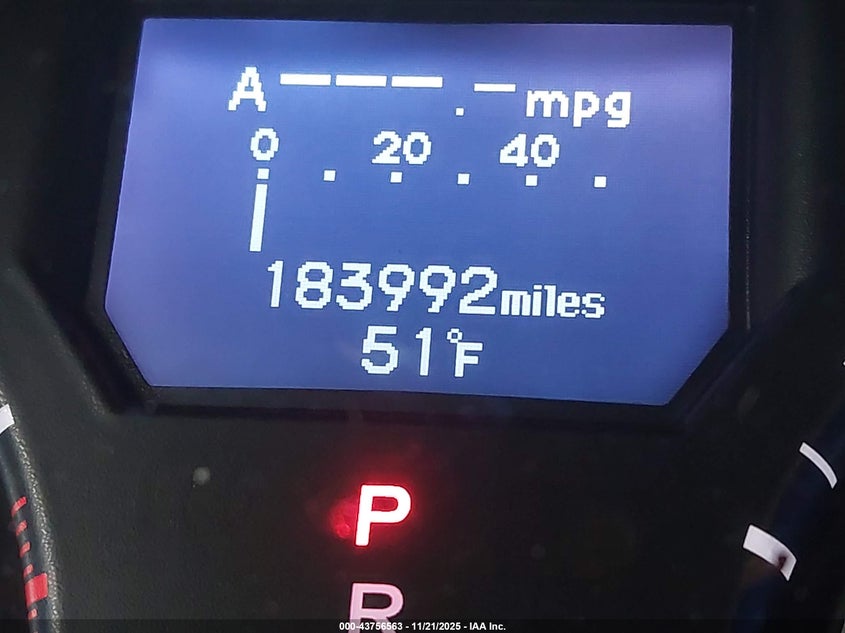 A ---.- mpg
0 20 40
183992miles
51°F
P
R
000-43756563 - 11/21/2025 - IAA Inc.